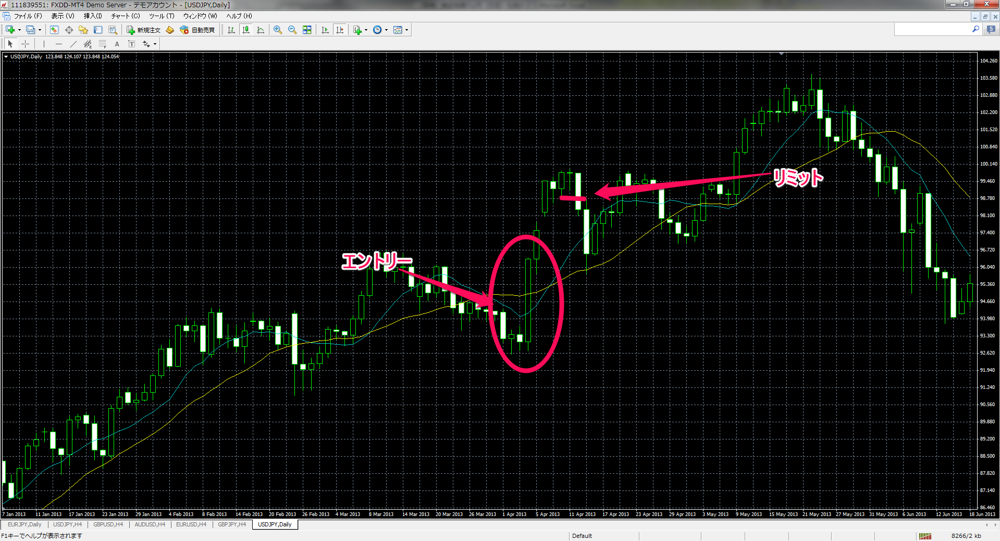 111839551: FXDD-MT4 Demo Server - デモアカウント - [USDJPY,Daily]
ファイル (F) 表示 (V) 挿入(I) チャート (C) ツール (T) ウィンドウ (W) ヘルプ (H)
新規注文 自動売買 5
A T
USDJPY,Daily 123.848 124.107 123.848 124.054
104.260
103.580
102.880
102.200
101.520
100.840
100.140
リミット
99.460
98.780
98.100
97.400
96.720
エントリー
96.040
95.360
94.660
93.980
93.300
92.620
91.940
91.240
90.560
89.880
89.200
88.500
87.820
87.140
86.460
7 Jan 2013 11 Jan 2013 17 Jan 2013 23 Jan 2013 29 Jan 2013 4 Feb 2013 8 Feb 2013 14 Feb 2013 20 Feb 2013 26 Feb 2013 4 Mar 2013 8 Mar 2013 14 Mar 2013 20 Mar 2013 26 Mar 2013 1 Apr 2013 5 Apr 2013 11 Apr 2013 17 Apr 2013 23 Apr 2013 29 Apr 2013 3 May 2013 9 May 2013 15 May 2013 21 May 2013 27 May 2013 31 May 2013 6 Jun 2013 12 Jun 2013 18 Jun 2013
EURJPY,Daily USDJPY,H4 GBPUSD,H4 AUDUSD,H4 EURUSD,H4 GBPJPY,H4 USDJPY,Daily
F1キーでヘルプが表示されます Default 8266/2 kb